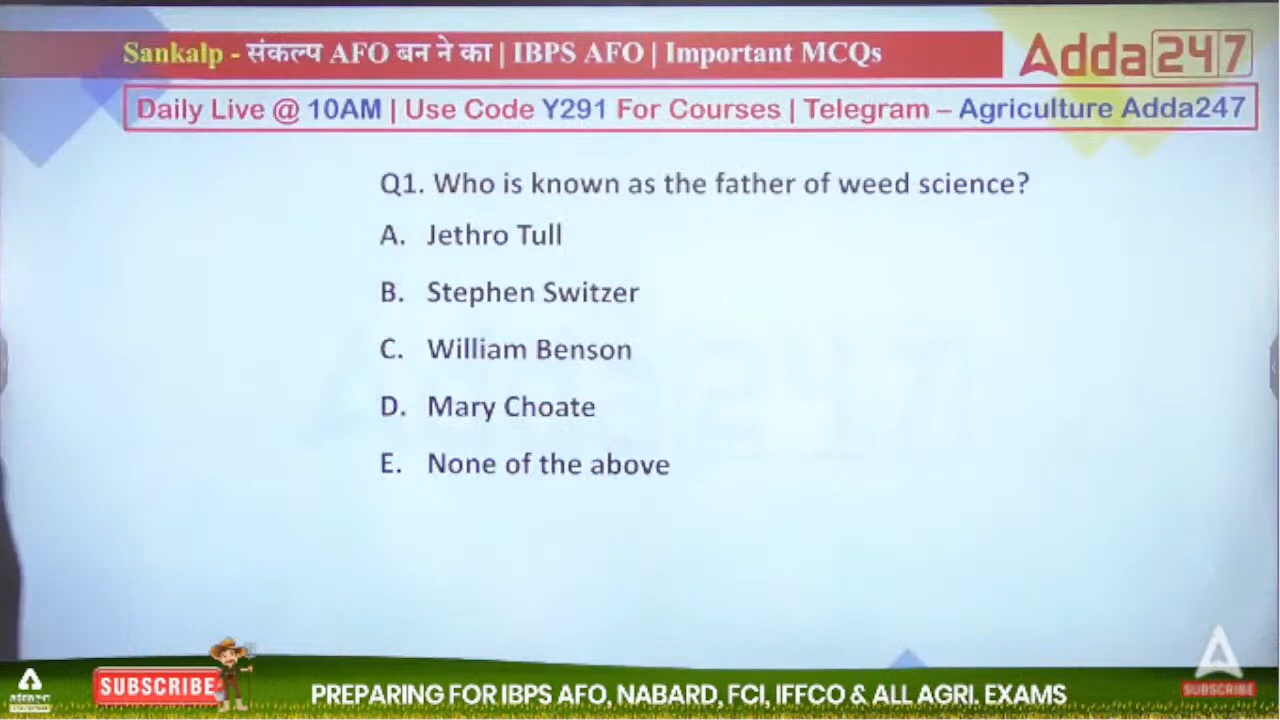 Sankalp - संकल्प AFO बन ने का | IBPS AFO | Important MCQs
Adda247
Daily Live @ 10AM | Use Code Y291 For Courses | Telegram – Agriculture Adda247
Q1. Who is known as the father of weed science?
A. Jethro Tull
B. Stephen Switzer
C. William Benson
D. Mary Choate
E. None of the above
SUBSCRIBE
PREPARING FOR IBPS AFO, NABARD, FCI, IFFCO & ALL AGRI. EXAMS
SUBSCRIBE